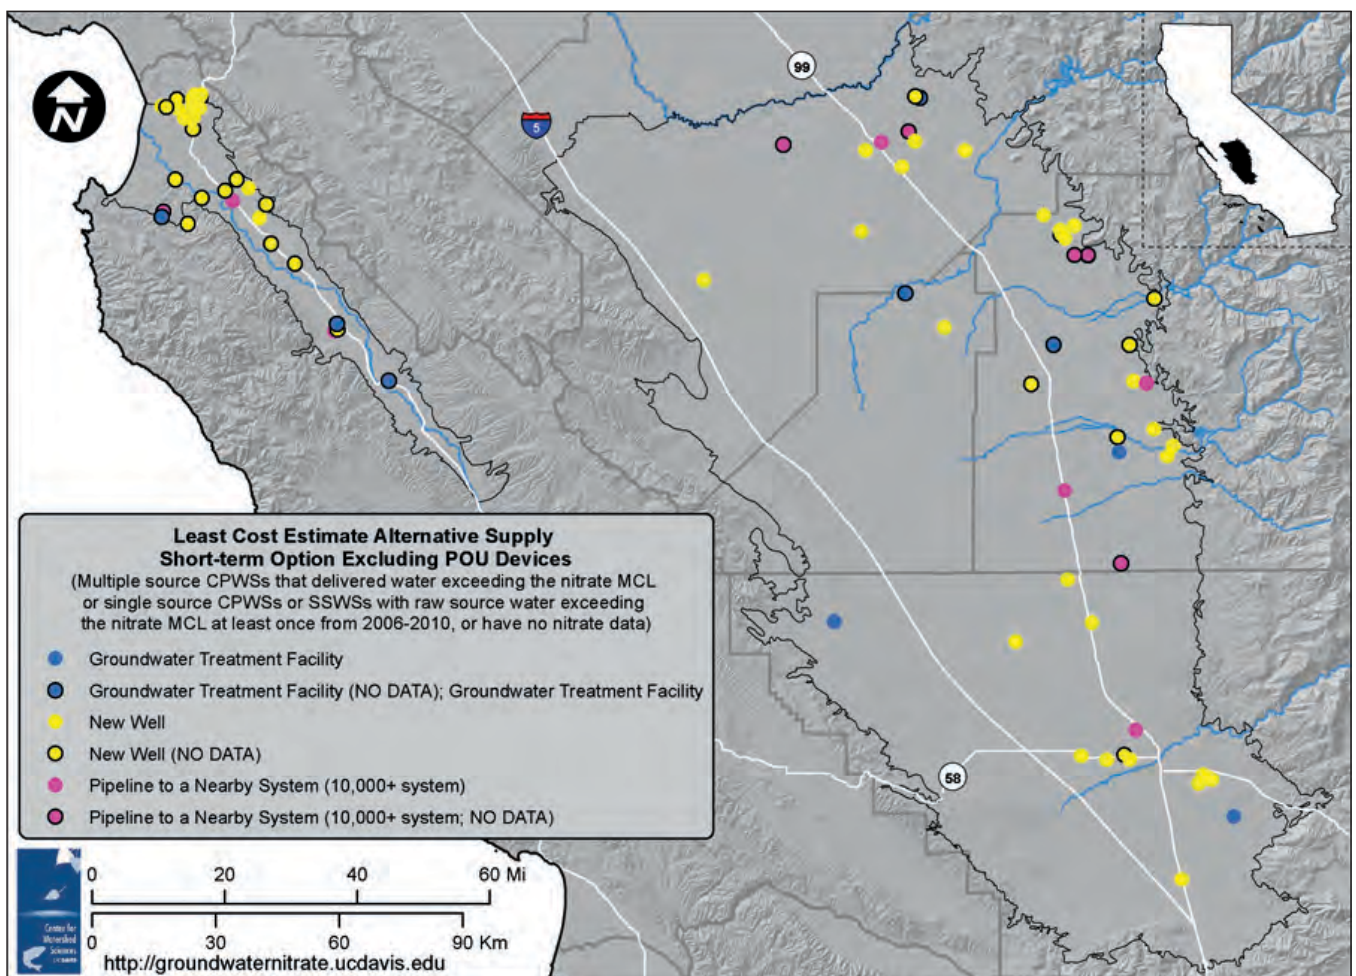 N
5
99
58
Least Cost Estimate Alternative Supply
Short-term Option Excluding POU Devices
(Multiple source CPWSs that delivered water exceeding the nitrate MCL
or single source CPWSs or SSWSs with raw source water exceeding
the nitrate MCL at least once from 2006-2010, or have no nitrate data)
Groundwater Treatment Facility
Groundwater Treatment Facility (NO DATA); Groundwater Treatment Facility
New Well
New Well (NO DATA)
Pipeline to a Nearby System (10,000+ system)
Pipeline to a Nearby System (10,000+ system; NO DATA)
Center for
Watershed
Sciences
0 20 40 60 Mi
0 30 60 90 Km
http://groundwaternitrate.ucdavis.edu